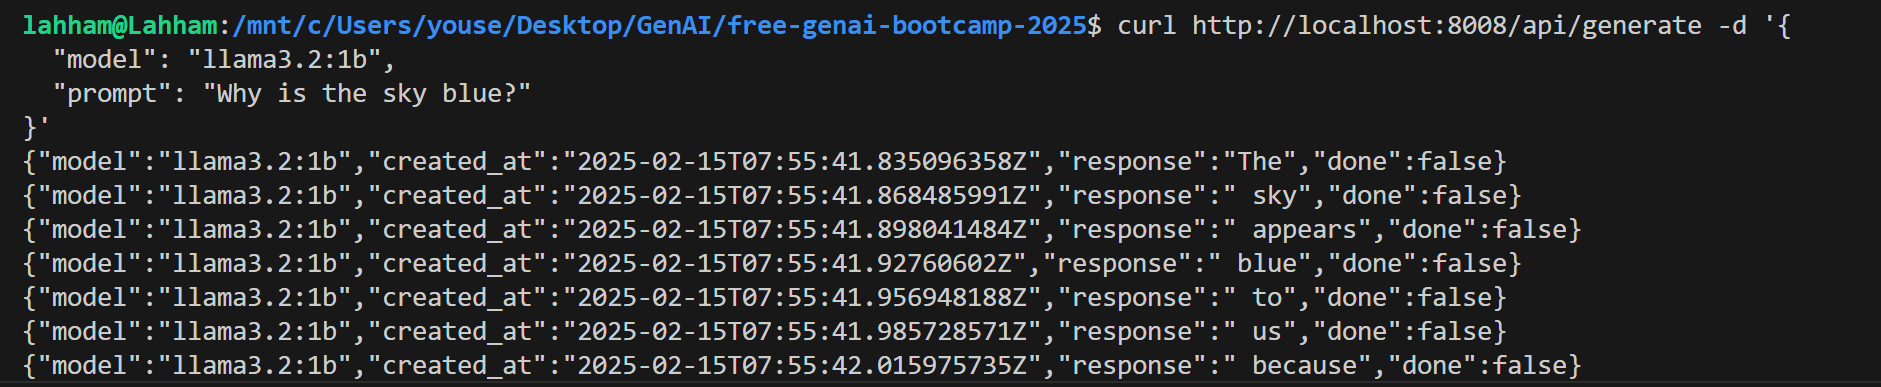 lahham@Lahham:/mnt/c/Users/youse/Desktop/GenAI/free-genai-bootcamp-2025$ curl http://localhost:8008/api/generate -d '{
  "model": "llama3.2:1b",
  "prompt": "Why is the sky blue?"
}'
{"model":"llama3.2:1b","created_at":"2025-02-15T07:55:41.835096358Z","response":"The","done":false}
{"model":"llama3.2:1b","created_at":"2025-02-15T07:55:41.868485991Z","response":" sky","done":false}
{"model":"llama3.2:1b","created_at":"2025-02-15T07:55:41.898041484Z","response":" appears","done":false}
{"model":"llama3.2:1b","created_at":"2025-02-15T07:55:41.92760602Z","response":" blue","done":false}
{"model":"llama3.2:1b","created_at":"2025-02-15T07:55:41.956948188Z","response":" to","done":false}
{"model":"llama3.2:1b","created_at":"2025-02-15T07:55:41.985728571Z","response":" us","done":false}
{"model":"llama3.2:1b","created_at":"2025-02-15T07:55:42.015975735Z","response":" because","done":false}